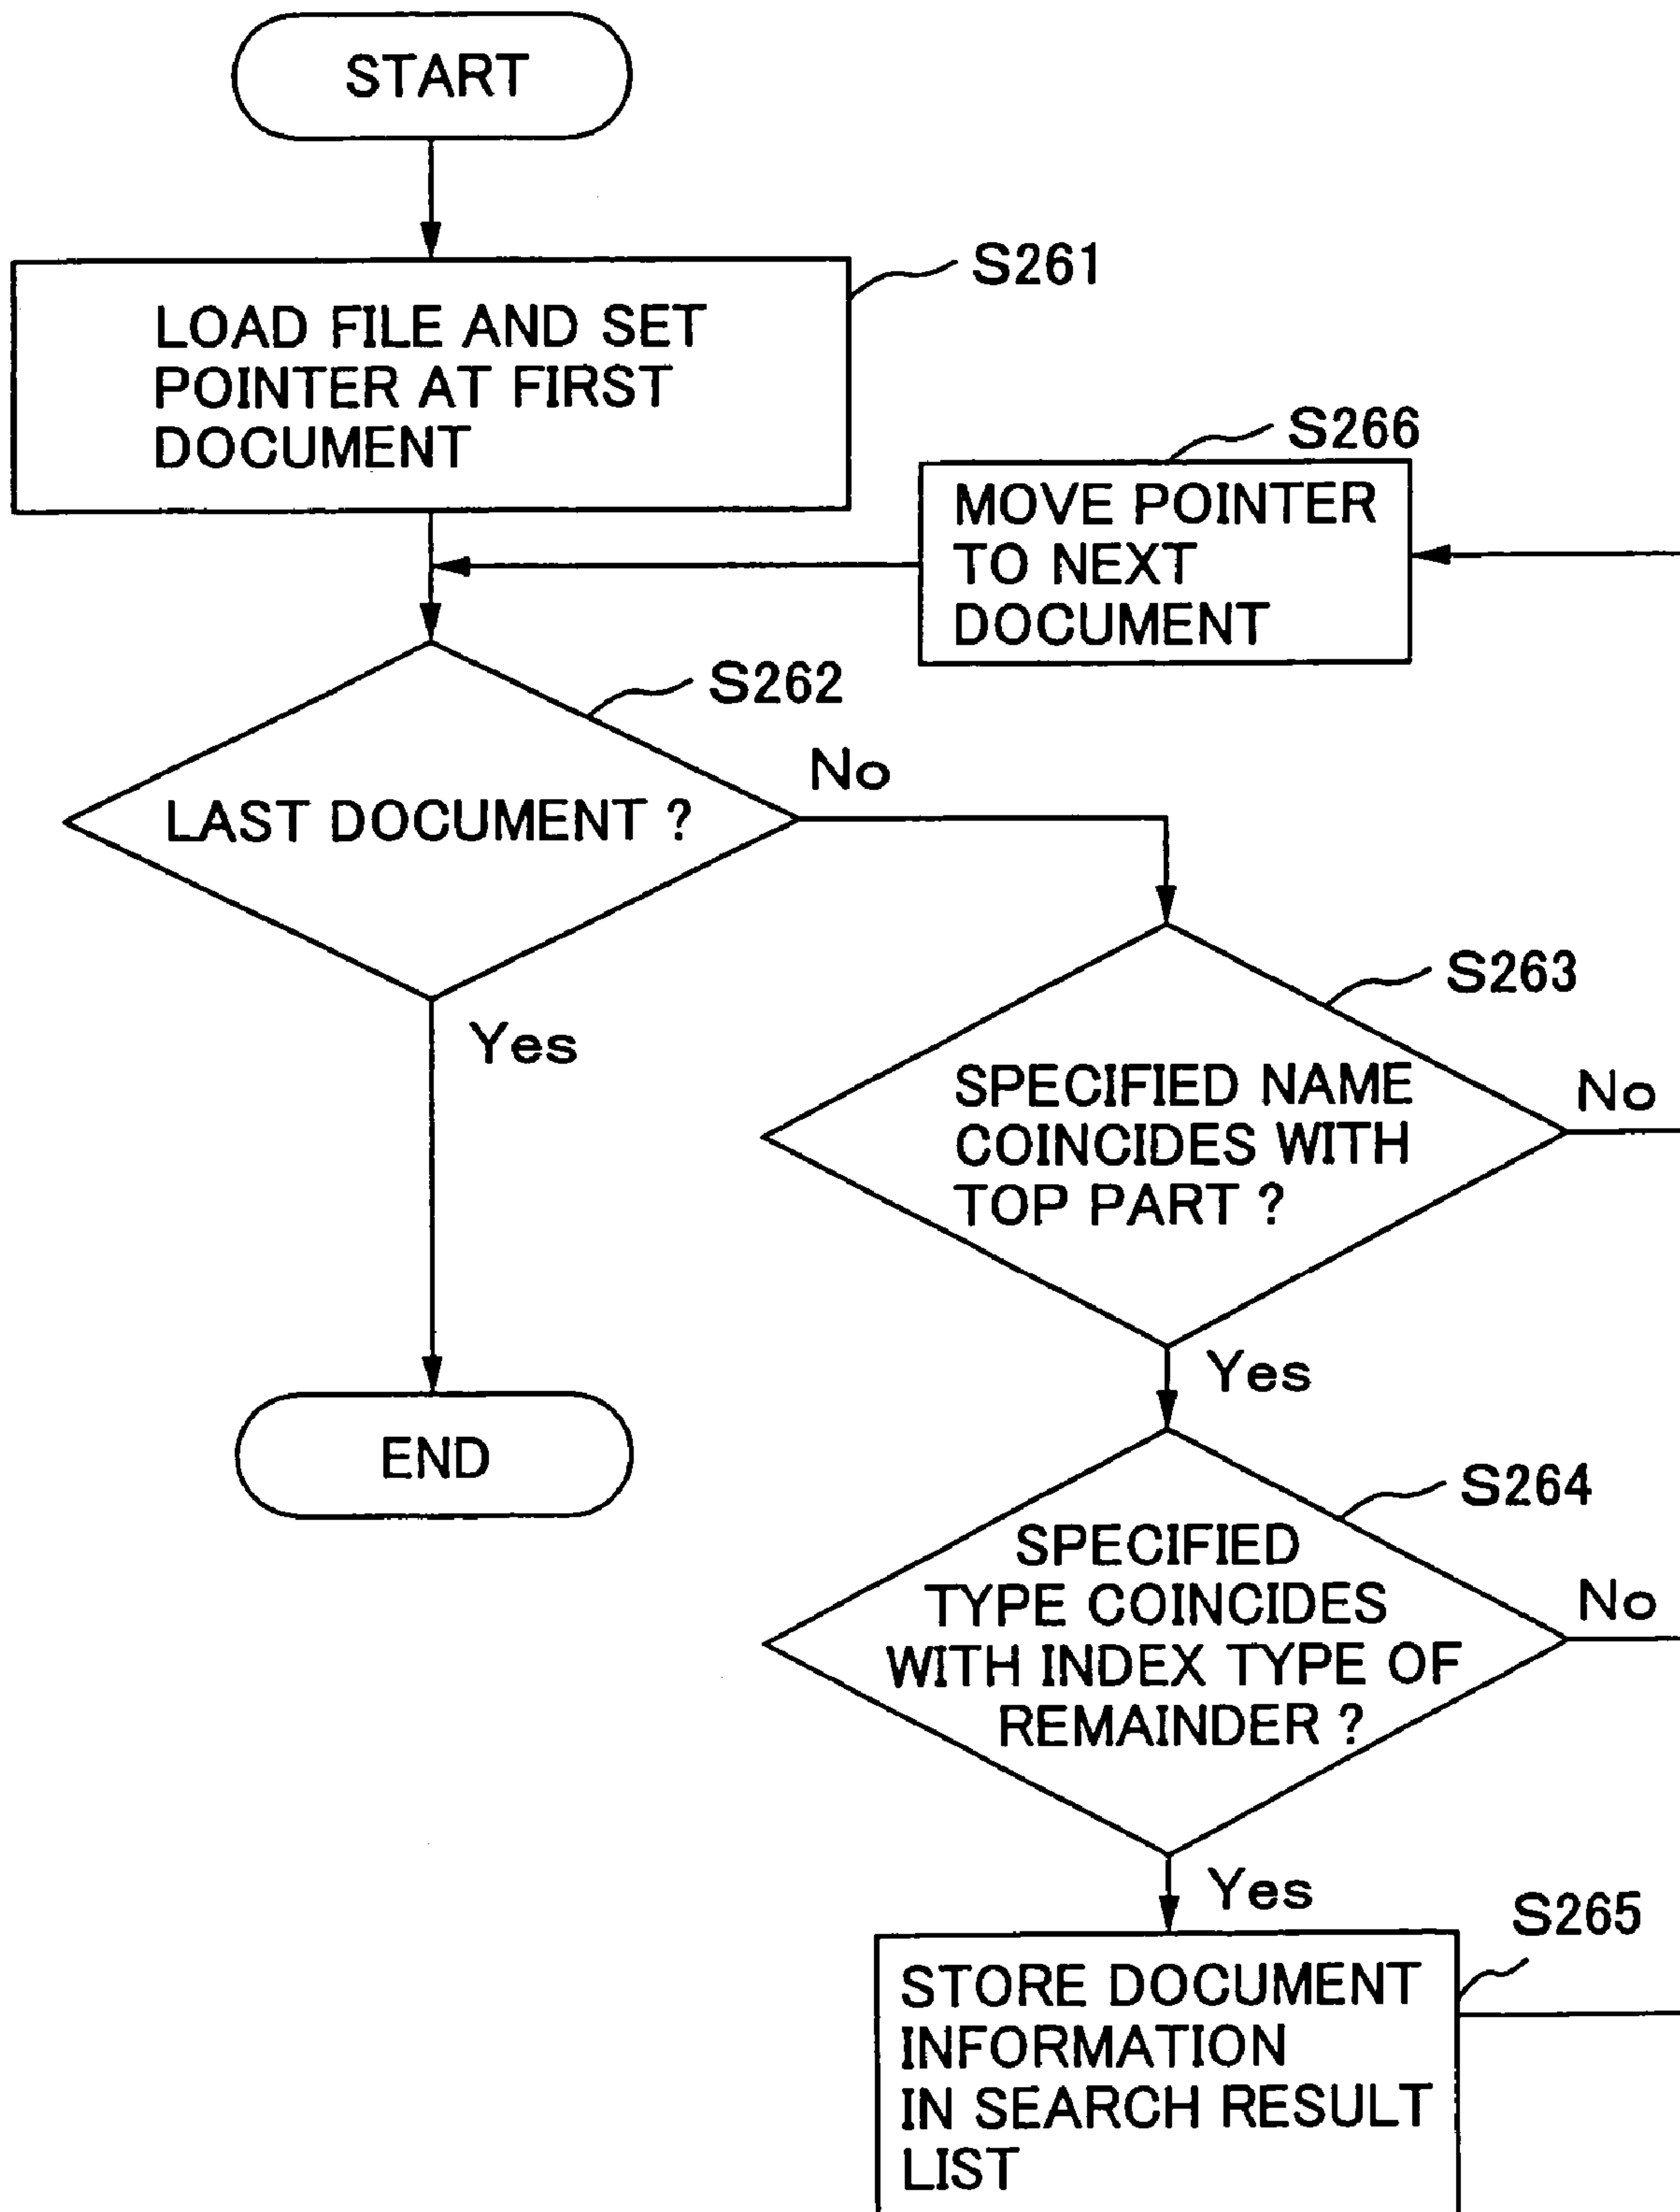 START
S261
LOAD FILE AND SET
POINTER AT FIRST
DOCUMENT
S266
MOVE POINTER
TO NEXT
DOCUMENT
S262
LAST DOCUMENT ?
No
Yes
END
S263
SPECIFIED NAME
COINCIDES WITH
TOP PART ?
No
Yes
S264
SPECIFIED
TYPE COINCIDES
WITH INDEX TYPE OF
REMAINDER ?
No
Yes
S265
STORE DOCUMENT
INFORMATION
IN SEARCH RESULT
LIST